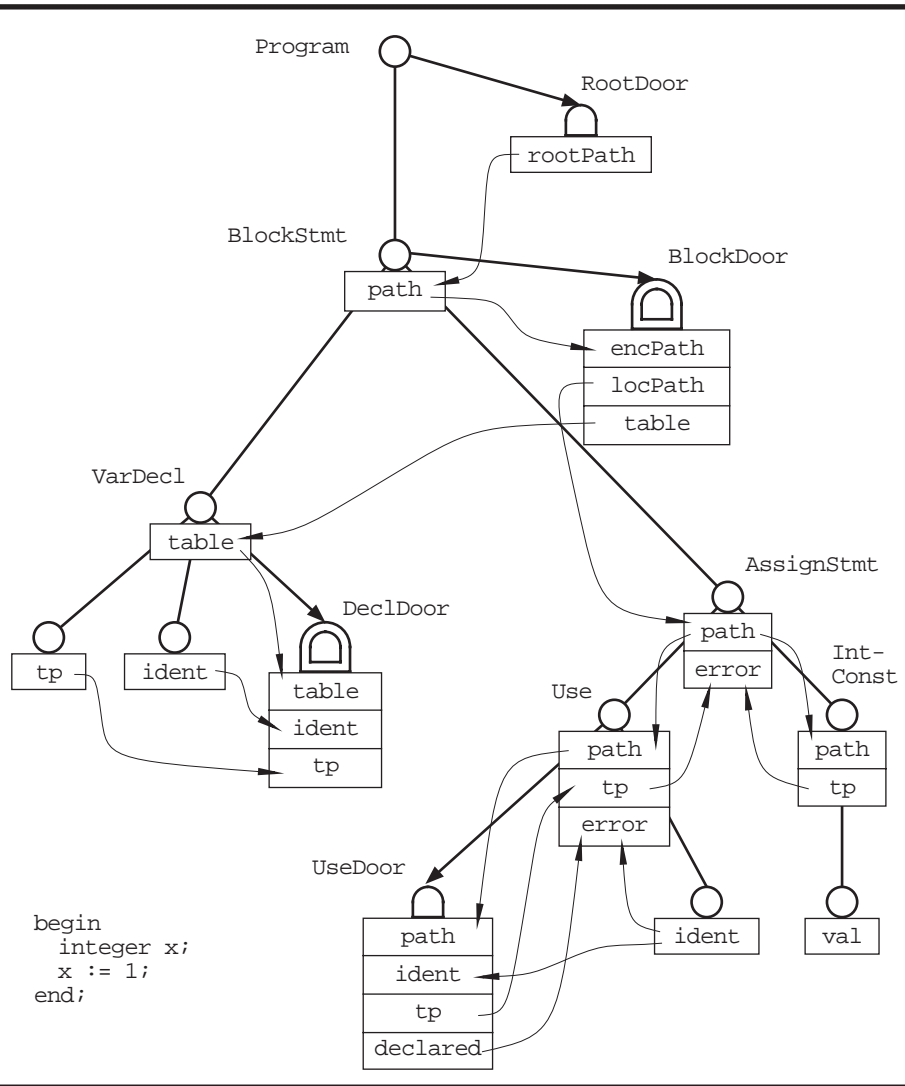 Program
RootDoor
rootPath
BlockStmt
BlockDoor
path
encPath
locPath
table
VarDecl
table
AssignStmt
DeclDoor
path
error
Int-
Const
tp
ident
table
ident
tp
Use
path
tp
error
path
tp
UseDoor
path
ident
tp
declared
ident
val
begin
integer x;
x := 1;
end;